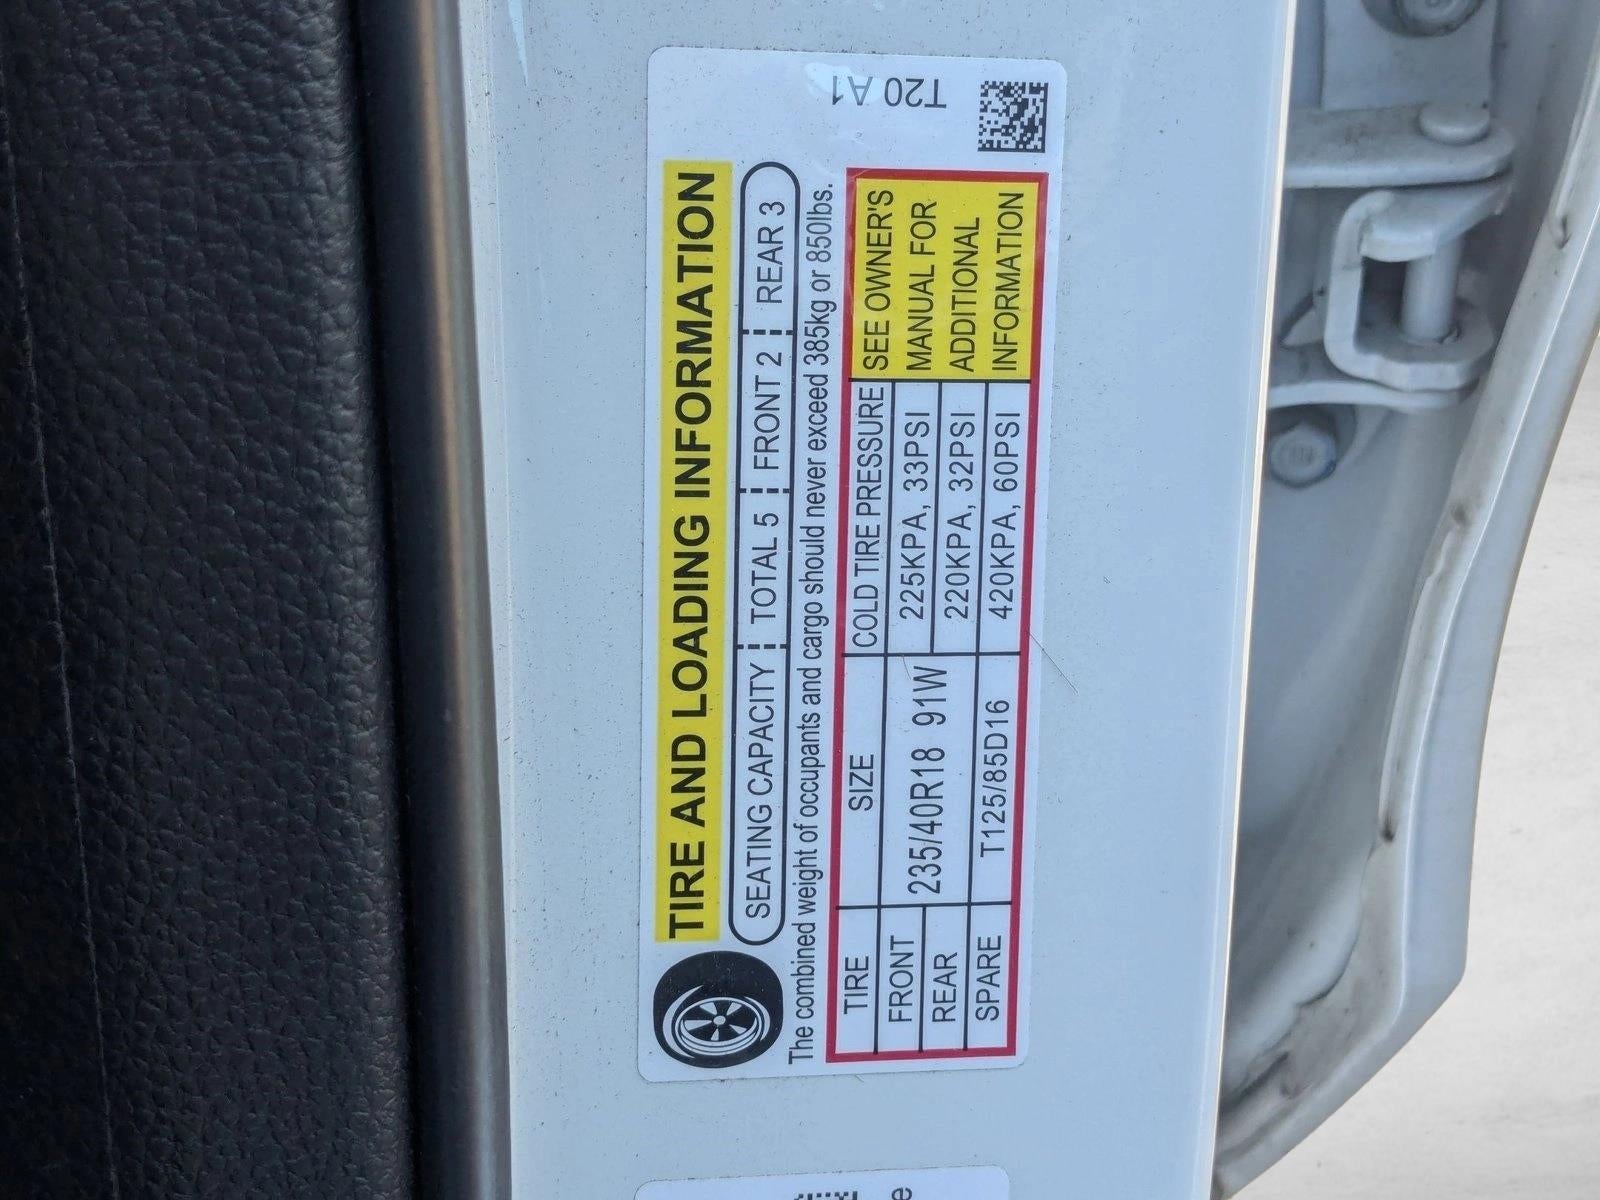 T20 A1
TIRE AND LOADING INFORMATION
SEATING CAPACITY TOTAL 5 FRONT 2 REAR 3
The combined weight of occupants and cargo should never exceed 385kg or 850lbs.
TIRE SIZE COLD TIRE PRESSURE
FRONT 235/40R18 91W 225KPA, 33PSI
REAR 220KPA, 32PSI
SPARE T125/85D16 420KPA, 60PSI
SEE OWNER'S
MANUAL FOR
ADDITIONAL
INFORMATION